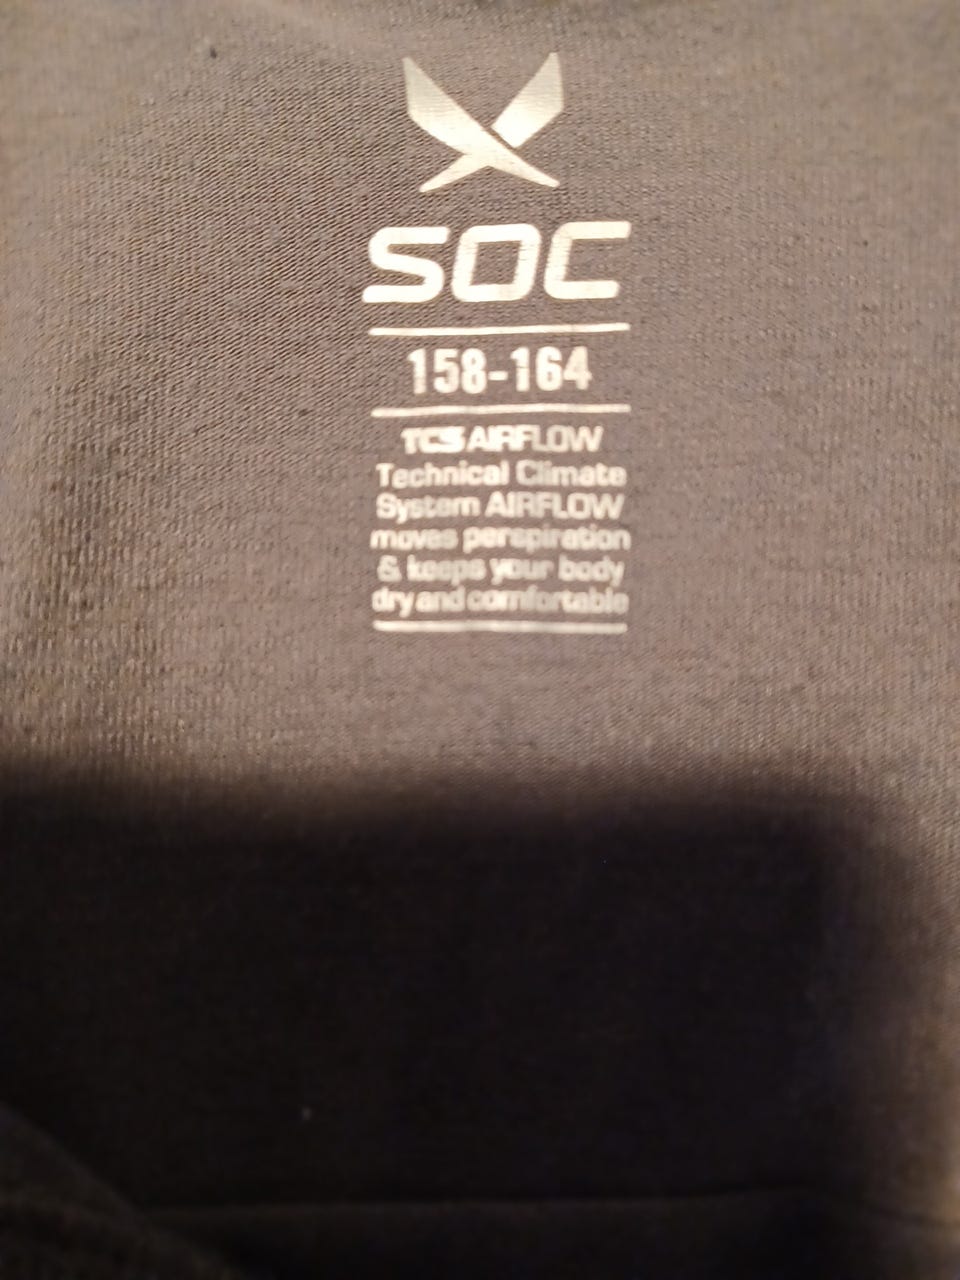 SOC
158-164
TCS AIRFLOW
Technical Climate
System AIRFLOW
moves perspiration
& keeps your body
dry and comfortable